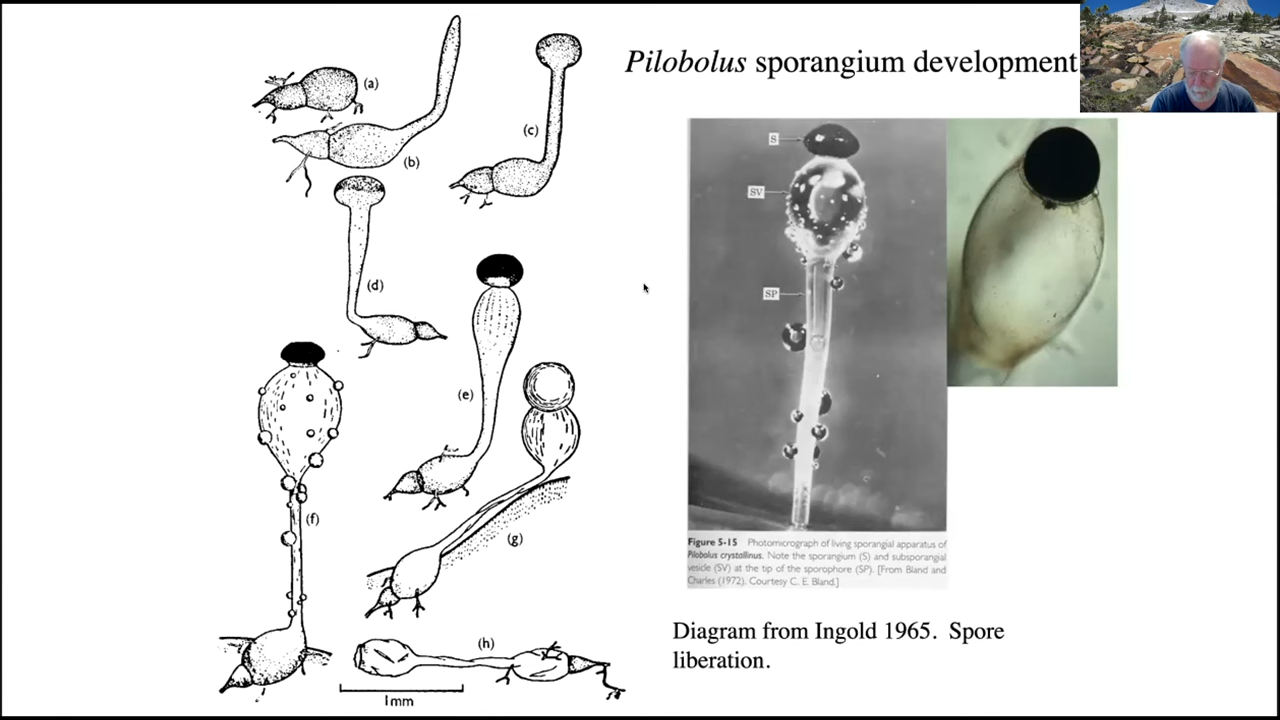 Pilobolus sporangium development
(a)
(b)
(c)
(d)
(e)
(f)
(g)
(h)
1mm
S
SV
SP
Figure 5-15 Photomicrograph of living sporangial apparatus of
Pilobolus crystallinus. Note the sporangium (S) and subsporangial
vesicle (SV) at the tip of the sporophore (SP). [From Bland and
Charles (1972). Courtesy C. E. Bland.]
Diagram from Ingold 1965. Spore
liberation.